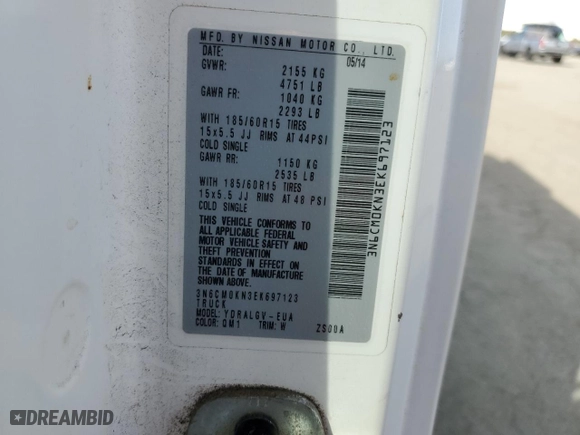 MFD. BY NISSAN MOTOR CO., LTD.
DATE: 05/14
GVWR: 2155 KG
4751 LB
GAWR FR: 1040 KG
2293 LB
WITH 185/60R15 TIRES
15x5.5 JJ RIMS AT 44PSI
COLD SINGLE
GAWR RR: 1150 KG
2535 LB
WITH 185/60R15 TIRES
15x5.5 JJ RIMS AT 48 PSI
COLD SINGLE
THIS VEHICLE CONFORMS TO
ALL APPLICABLE FEDERAL
MOTOR VEHICLE SAFETY AND
THEFT PREVENTION
STANDARDS IN EFFECT ON
THE DATE OF MANUFACTURE
SHOWN ABOVE.
3N6CM0KN3EK697123
TRUCK
MODEL: YDRALGV-EUA
COLOR: QM1 TRIM: W ZS00A
3N6CM0KN3EK697123
DREAMBID